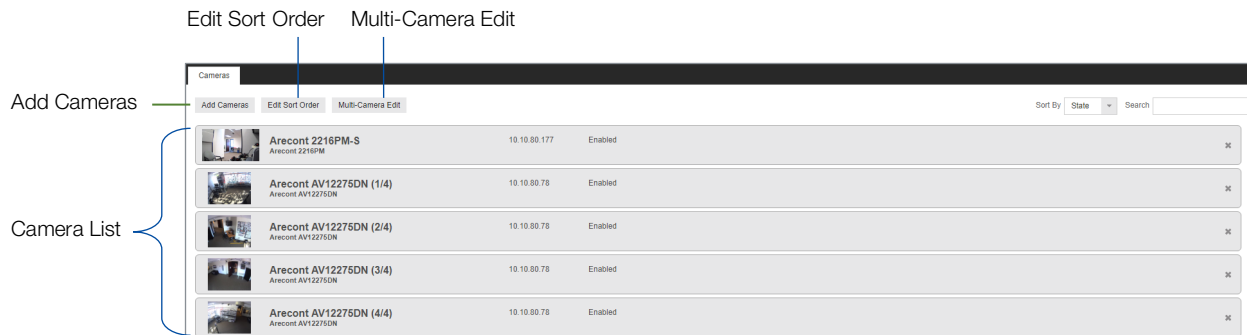 Edit Sort Order Multi-Camera Edit
Cameras
Add Cameras
Add Cameras Edit Sort Order Multi-Camera Edit Sort By State Search
Arecont 2216PM-S 10.10.80.177 Enabled
Arecont 2216PM
Arecont AV12275DN (1/4) 10.10.80.78 Enabled
Arecont AV12275DN
Camera List
Arecont AV12275DN (2/4) 10.10.80.78 Enabled
Arecont AV12275DN
Arecont AV12275DN (3/4) 10.10.80.78 Enabled
Arecont AV12275DN
Arecont AV12275DN (4/4) 10.10.80.78 Enabled
Arecont AV12275DN